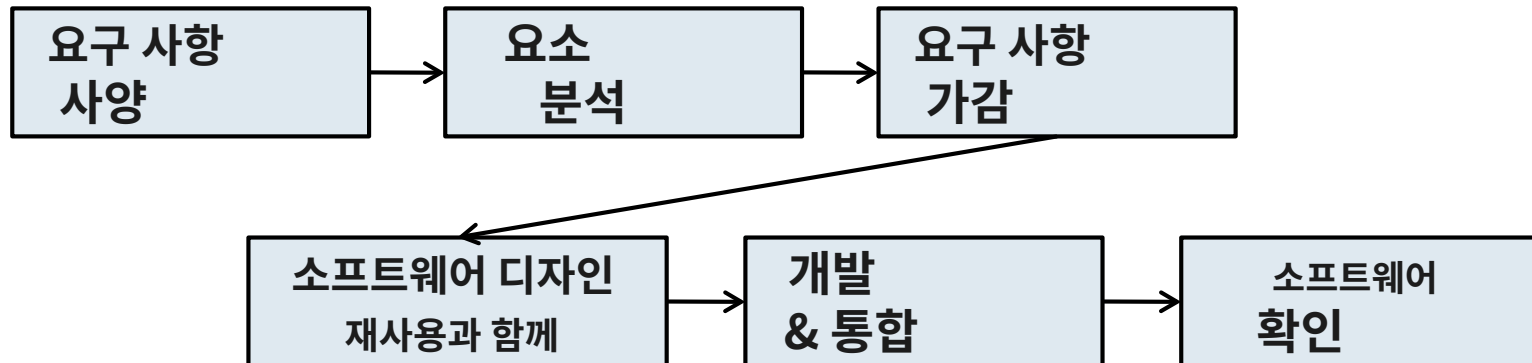 요구 사항
사양
요소
분석
요구 사항
가감
소프트웨어 디자인
재사용과 함께
개발
& 통합
소프트웨어
확인